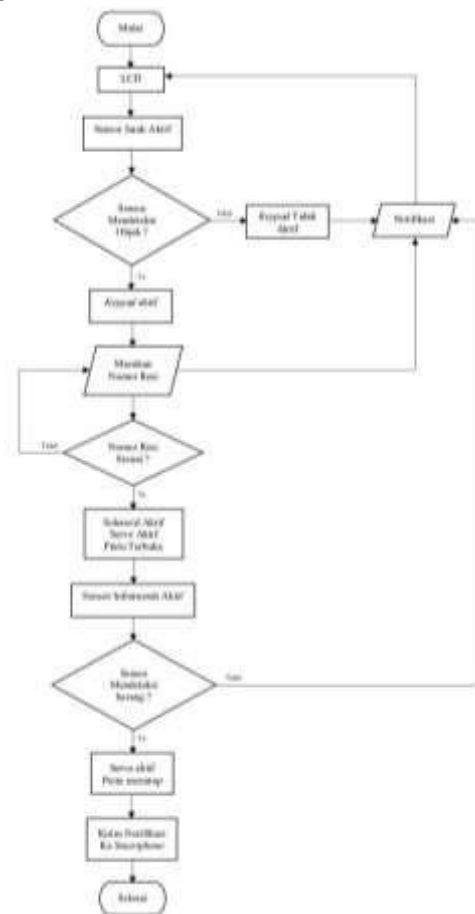 Mulai
LCD
Sensor Jarak Aktif
Sensor
Mendeteksi
Objek ?
Tidak
Keypad Tidak
Aktif
Notifikasi
Ya
Keypad aktif
Masukan
Nomor Resi
Nomor Resi
Sesuai ?
Tidak
Ya
Solenoid Aktif
Servo Aktif
Pintu Terbuka
Sensor Inframerah Aktif
Sensor
Mendeteksi
barang ?
Tidak
Ya
Servo aktif
Pintu menutup
Kirim Notifikasi
Ke Smartphone
Selesai